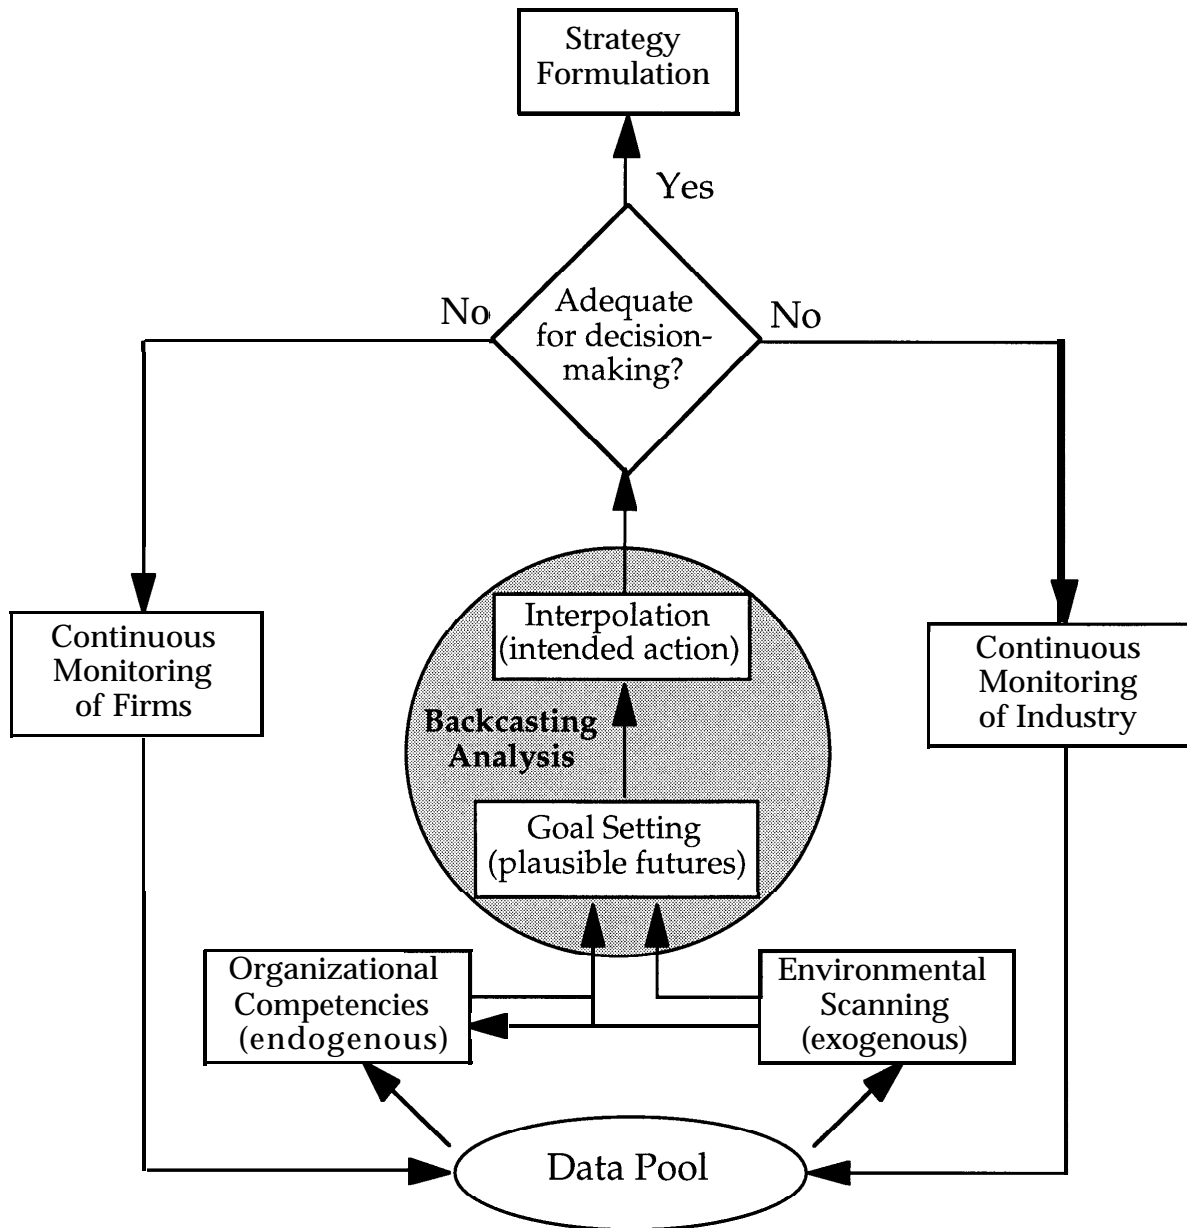 Strategy
Formulation
Yes
No
Adequate
for decision-
making?
No
Interpolation
(intended action)
Continuous
Monitoring
of Firms
Continuous
Monitoring
of Industry
Backcasting
Analysis
Goal Setting
(plausible futures)
Organizational
Competencies
(endogenous)
Environmental
Scanning
(exogenous)
Data Pool